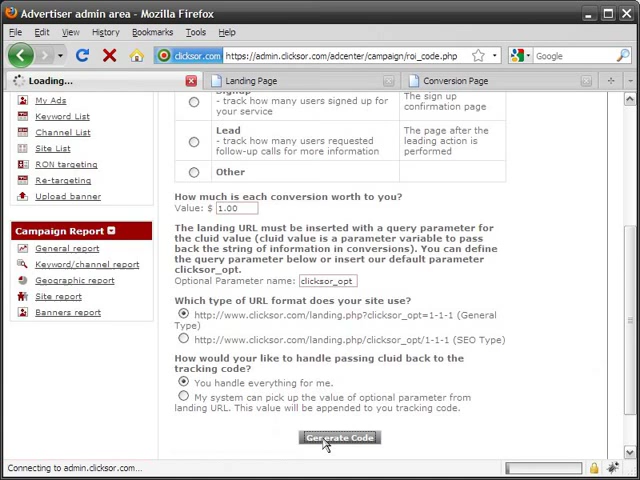 Advertiser admin area - Mozilla Firefox
File Edit View History Bookmarks Tools Help
clicksor.com https://admin.clicksor.com/adcenter/campaign/roi_code.php Google
Loading... Landing Page Conversion Page
My Ads
Keyword List
Channel List
Site List
RON targeting
Re-targeting
Upload banner
Campaign Report
General report
Keyword/channel report
Geographic report
Site report
Banners report
Signup
- track how many users signed up for
your service
The sign up
confirmation page
Lead
- track how many users requested
follow-up calls for more information
The page after the
leading action is
performed
Other
How much is each conversion worth to you?
Value: $ 1.00
The landing URL must be inserted with a query parameter for
the cluid value (cluid value is a parameter variable to pass
back the string of information in conversions). You can define
the query parameter below or insert our default parameter
clicksor_opt.
Optional Parameter name: clicksor_opt
Which type of URL format does your site use?
http://www.clicksor.com/landing.php?clicksor_opt=1-1-1 (General
Type)
http://www.clicksor.com/landing.php/clicksor_opt/1-1-1 (SEO Type)
How would your like to handle passing cluid back to the
tracking code?
You handle everything for me.
My system can pick up the value of optional parameter from
landing URL. This value will be appended to you tracking code.
Generate Code
Connecting to admin.clicksor.com...